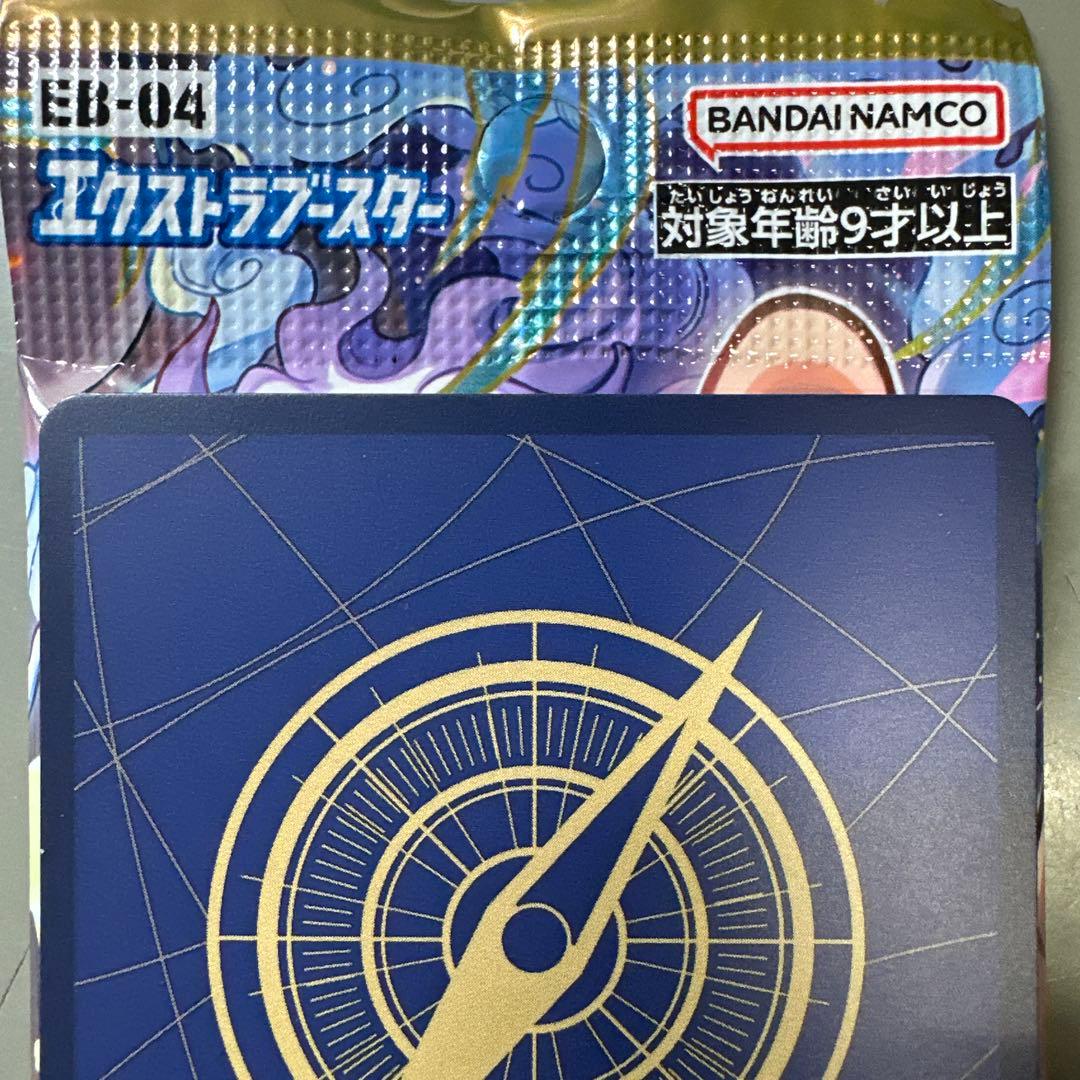 EB-04
エクストラブースター
BANDAI NAMCO
たいしょうねんれい さいいじょう
対象年齢9才以上